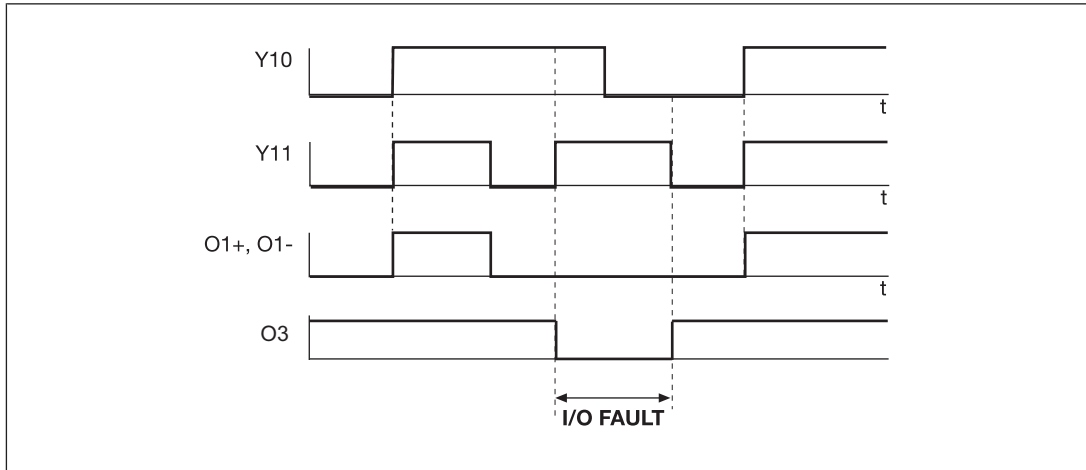 Y10
t
Y11
t
O1+, O1-
t
O3
I/O FAULT